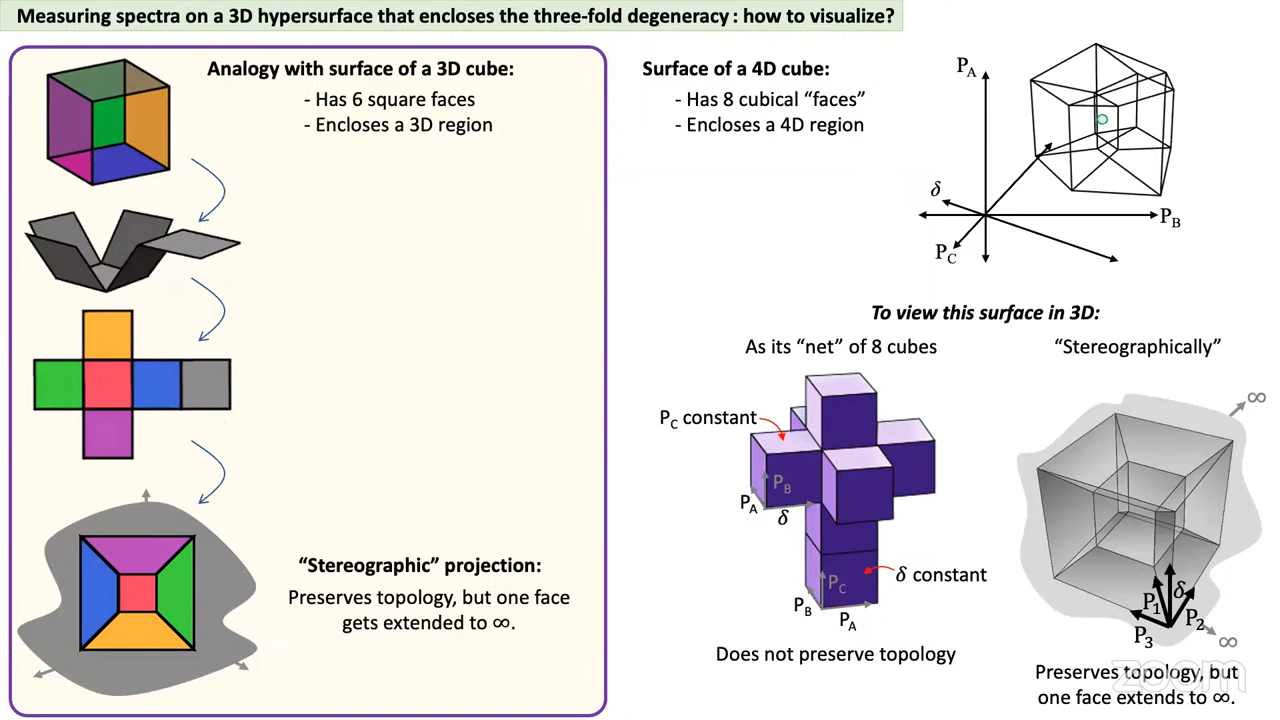 Measuring spectra on a 3D hypersurface that encloses the three-fold degeneracy : how to visualize?
Analogy with surface of a 3D cube:
- Has 6 square faces
- Encloses a 3D region
"Stereographic" projection:
Preserves topology, but one face
gets extended to ∞.
Surface of a 4D cube:
- Has 8 cubical "faces"
- Encloses a 4D region
P_A
δ
P_B
P_C
To view this surface in 3D:
As its "net" of 8 cubes
P_C constant
P_B
P_A
δ
δ constant
P_C
P_B
P_A
Does not preserve topology
"Stereographically"
∞
P_1
δ
P_2
P_3
∞
Preserves topology, but
one face extends to ∞.
zoom